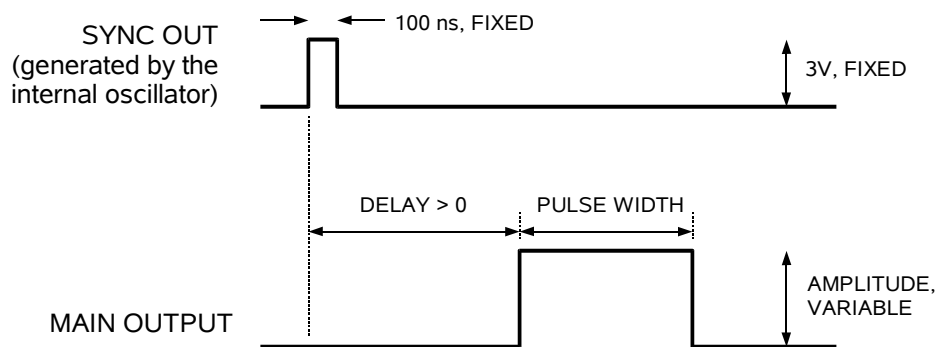 100 ns, FIXED
SYNC OUT
(generated by the
internal oscillator)
3V, FIXED
DELAY > 0
PULSE WIDTH
AMPLITUDE,
VARIABLE
MAIN OUTPUT